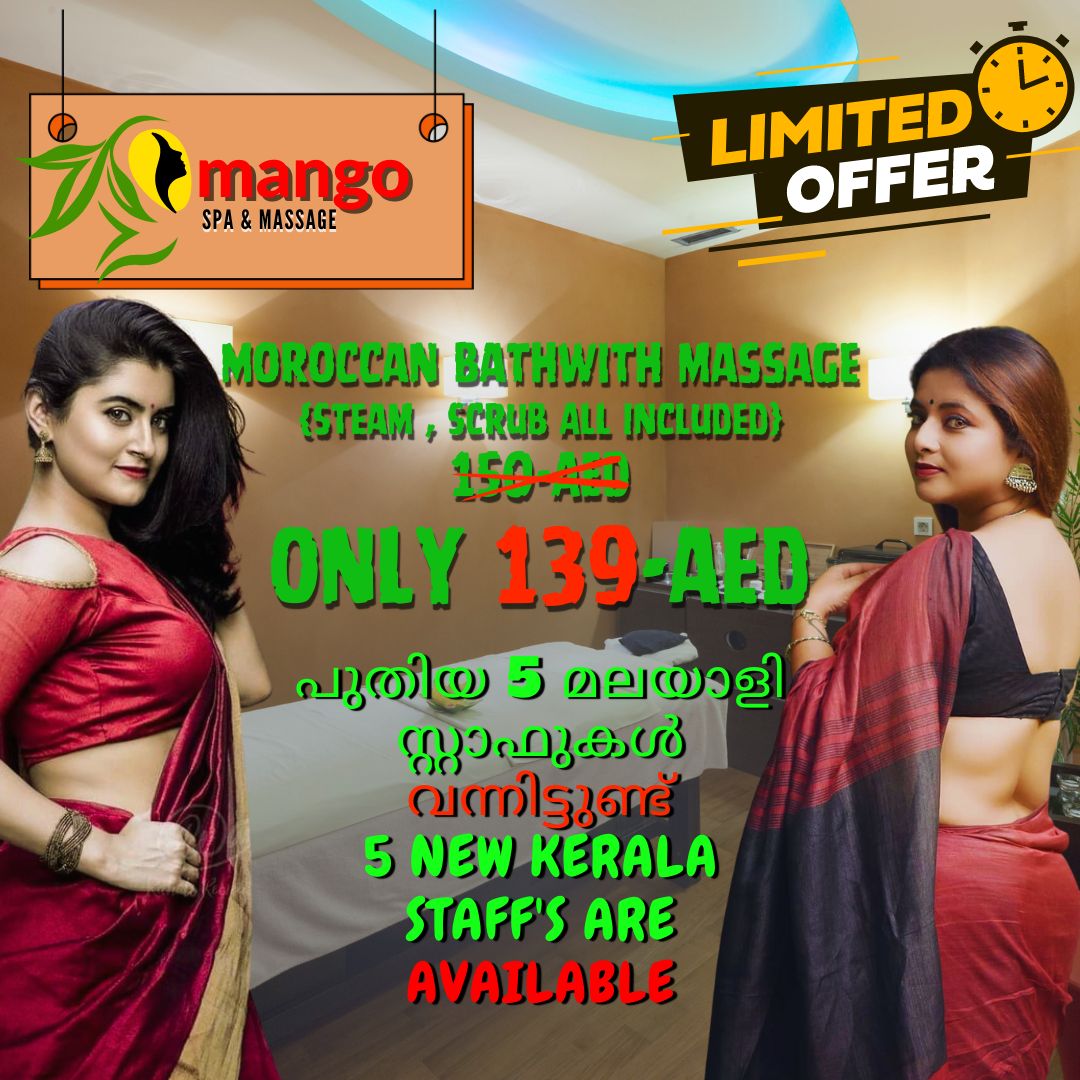 mango
SPA & MASSAGE
LIMITED
OFFER
MOROCCAN BATHWITH MASSAGE
{STEAM , SCRUB ALL INCLUDED}
150-AED
ONLY 139-AED
പുതിയ 5 മലയാളി
സ്റ്റാഫുകൾ
വന്നിട്ടുണ്ട്
5 NEW KERALA
STAFF'S ARE
AVAILABLE